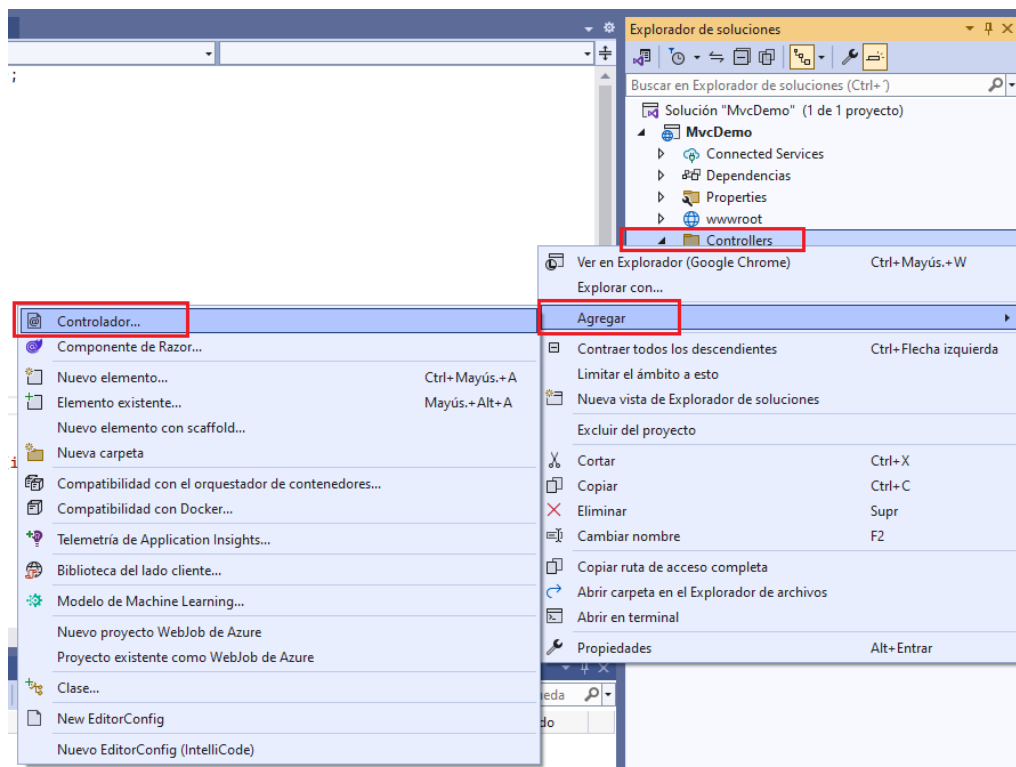 Explorador de soluciones
;
Buscar en Explorador de soluciones (Ctrl+´)
Solución "MvcDemo" (1 de 1 proyecto)
MvcDemo
Connected Services
Dependencias
Properties
wwwroot
Controllers
Ver en Explorador (Google Chrome) Ctrl+Mayús.+W
Explorar con...
Agregar
Contraer todos los descendientes Ctrl+Flecha izquierda
Limitar el ámbito a esto
Nueva vista de Explorador de soluciones
Excluir del proyecto
Cortar Ctrl+X
Copiar Ctrl+C
Eliminar Supr
Cambiar nombre F2
Copiar ruta de acceso completa
Abrir carpeta en el Explorador de archivos
Abrir en terminal
Propiedades Alt+Entrar
Controlador...
Componente de Razor...
Nuevo elemento... Ctrl+Mayús.+A
Elemento existente... Mayús.+Alt+A
Nuevo elemento con scaffold...
Nueva carpeta
Compatibilidad con el orquestador de contenedores...
Compatibilidad con Docker...
Telemetría de Application Insights...
Biblioteca del lado cliente...
Modelo de Machine Learning...
Nuevo proyecto WebJob de Azure
Proyecto existente como WebJob de Azure
Clase...
New EditorConfig
Nuevo EditorConfig (IntelliCode)